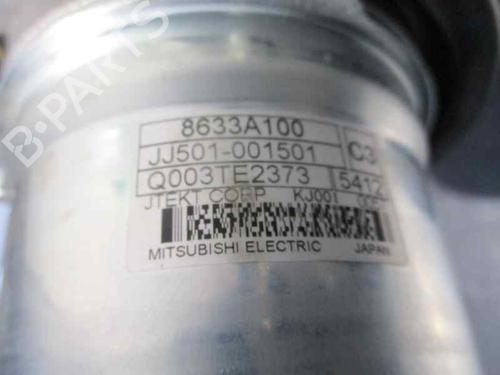 8633A100
JJ501-001501 C3
Q003TE2373 5412
JTEKT CORP KJ001
MITSUBISHI ELECTRIC JAPAN
B-PARTS